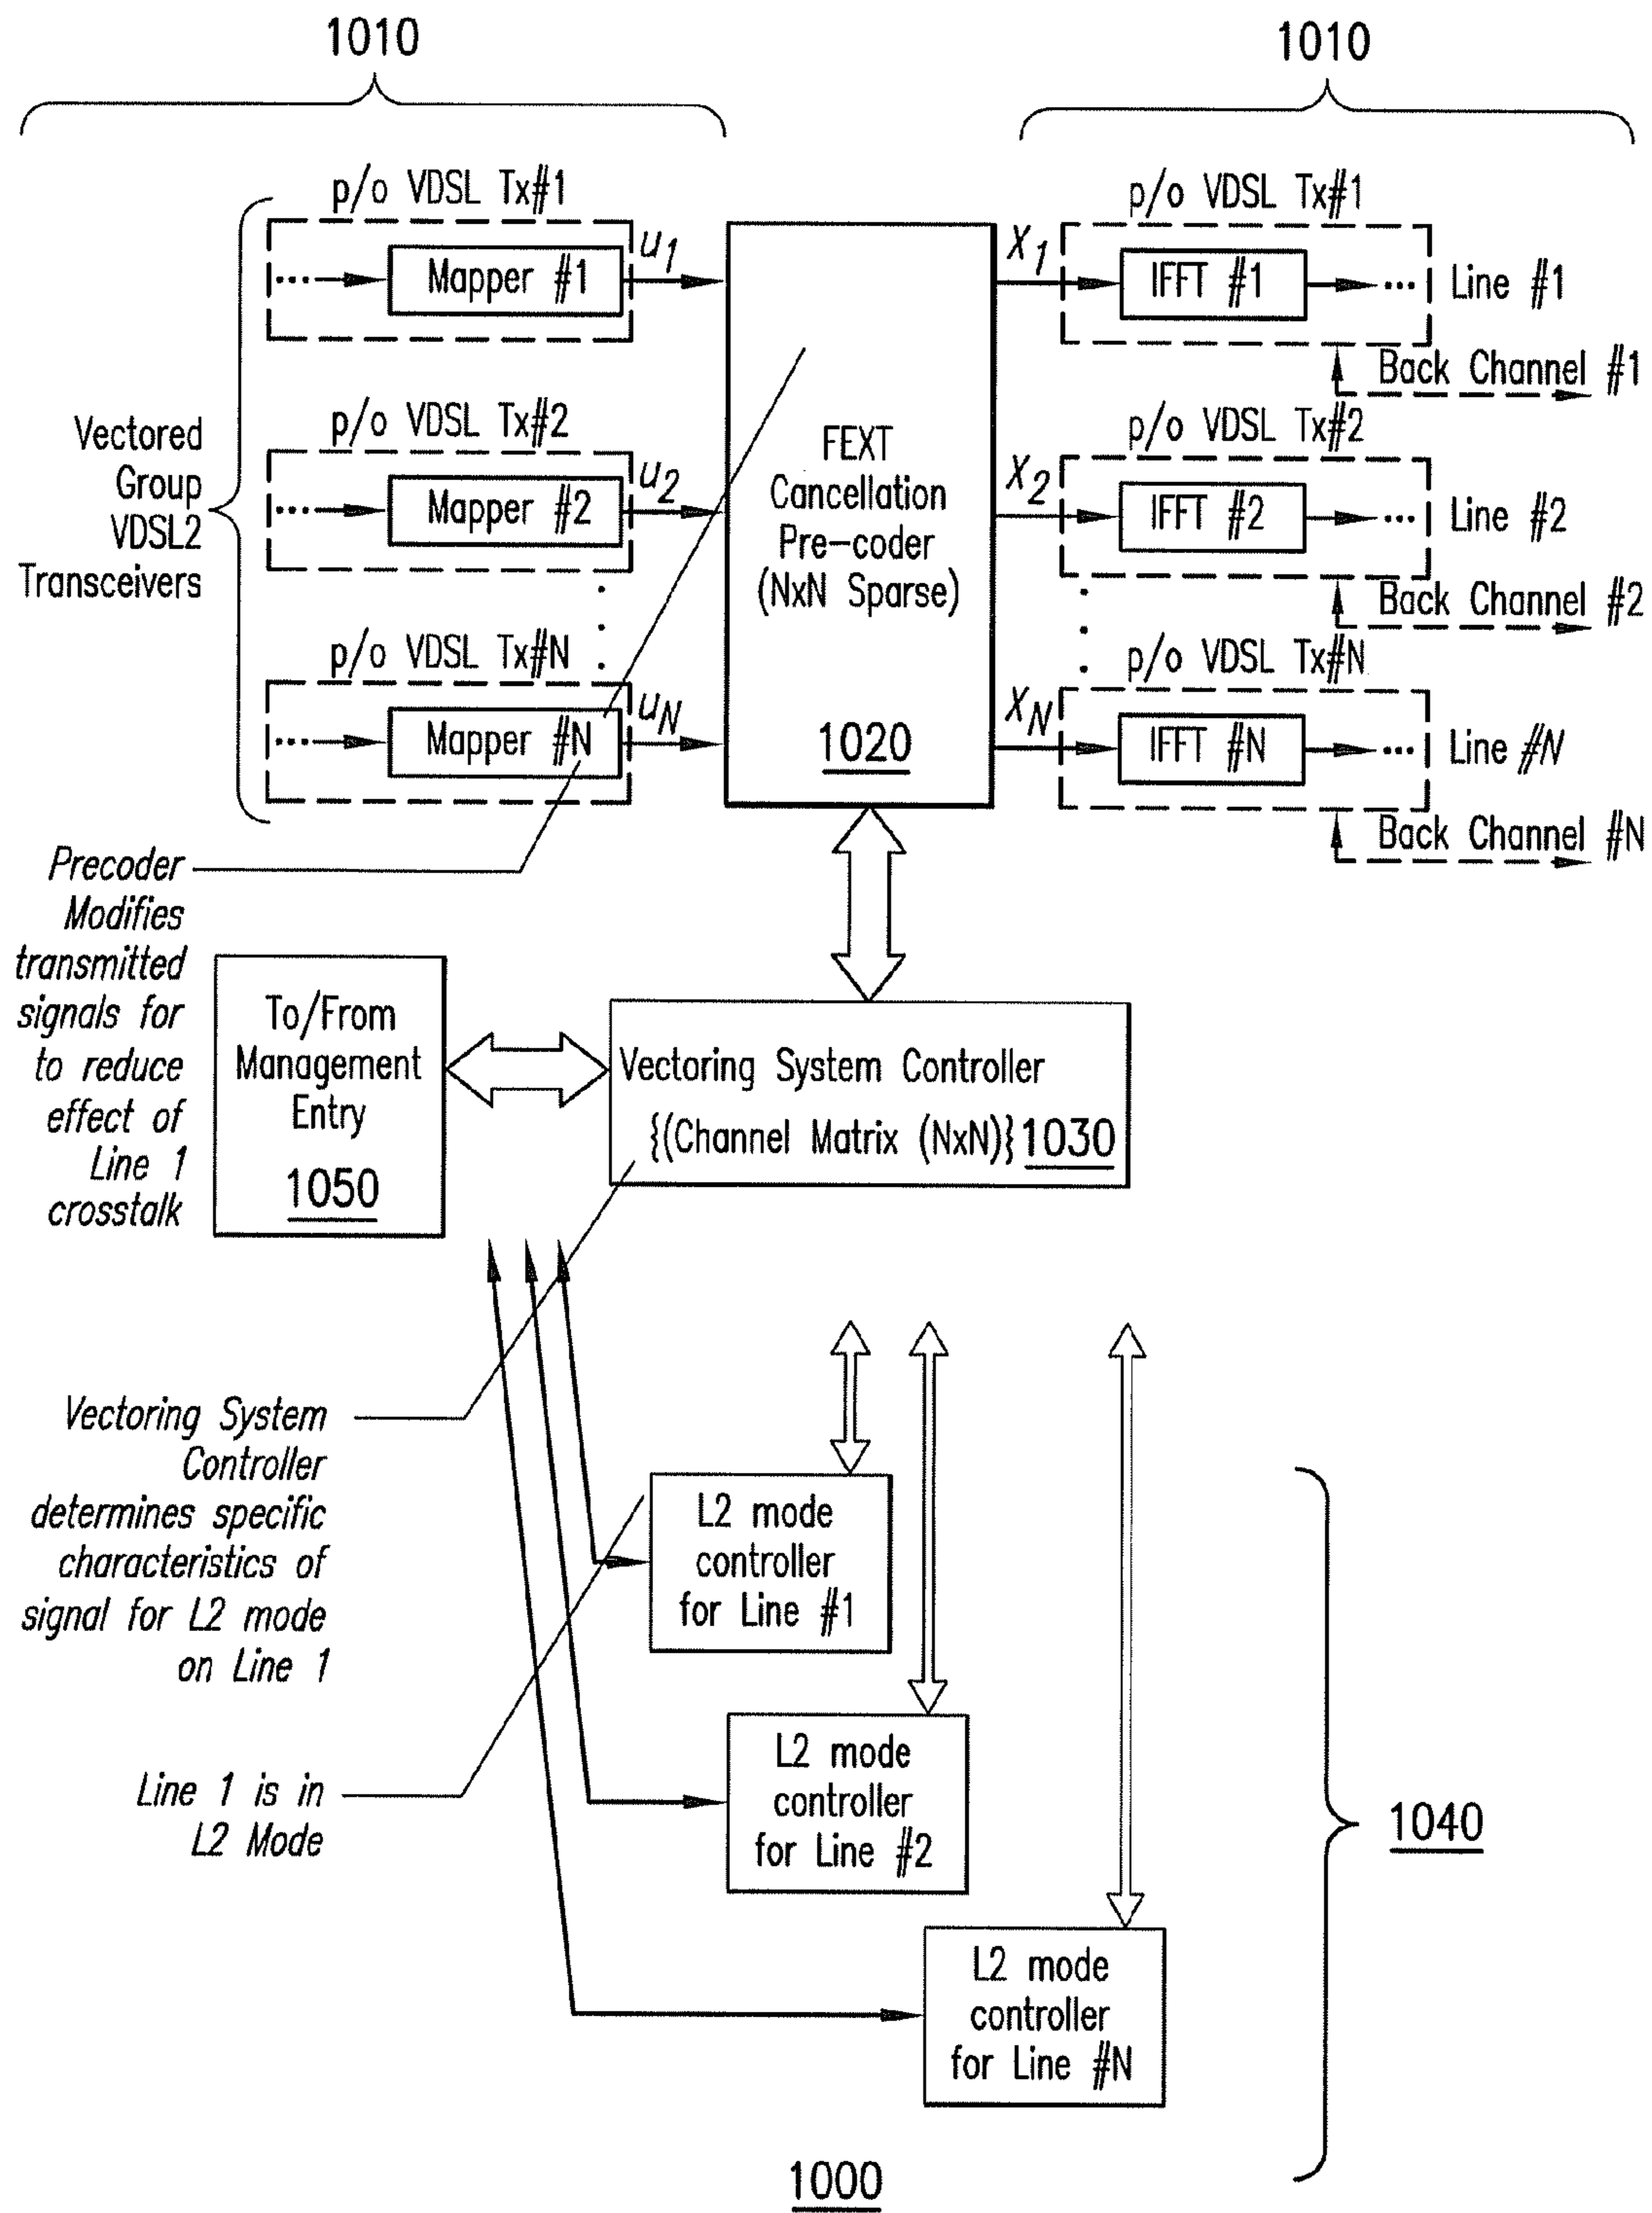 1010
1010
p/o VDSL Tx#1
p/o VDSL Tx#1
Mapper #1
u1
X1
IFFT #1
Line #1
Back Channel #1
Vectored
Group
VDSL2
Transceivers
p/o VDSL Tx#2
p/o VDSL Tx#2
Mapper #2
u2
X2
IFFT #2
Line #2
Back Channel #2
FEXT
Cancellation
Pre-coder
(NxN Sparse)
1020
p/o VDSL Tx#N
p/o VDSL Tx#N
Mapper #N
uN
XN
IFFT #N
Line #N
Back Channel #N
Precoder
Modifies
transmitted
signals for
to reduce
effect of
Line 1
crosstalk
To/From
Management
Entry
1050
Vectoring System Controller
{(Channel Matrix (NxN)} 1030
Vectoring System
Controller
determines specific
characteristics of
signal for L2 mode
on Line 1
L2 mode
controller
for Line #1
Line 1 is in
L2 Mode
L2 mode
controller
for Line #2
1040
L2 mode
controller
for Line #N
1000